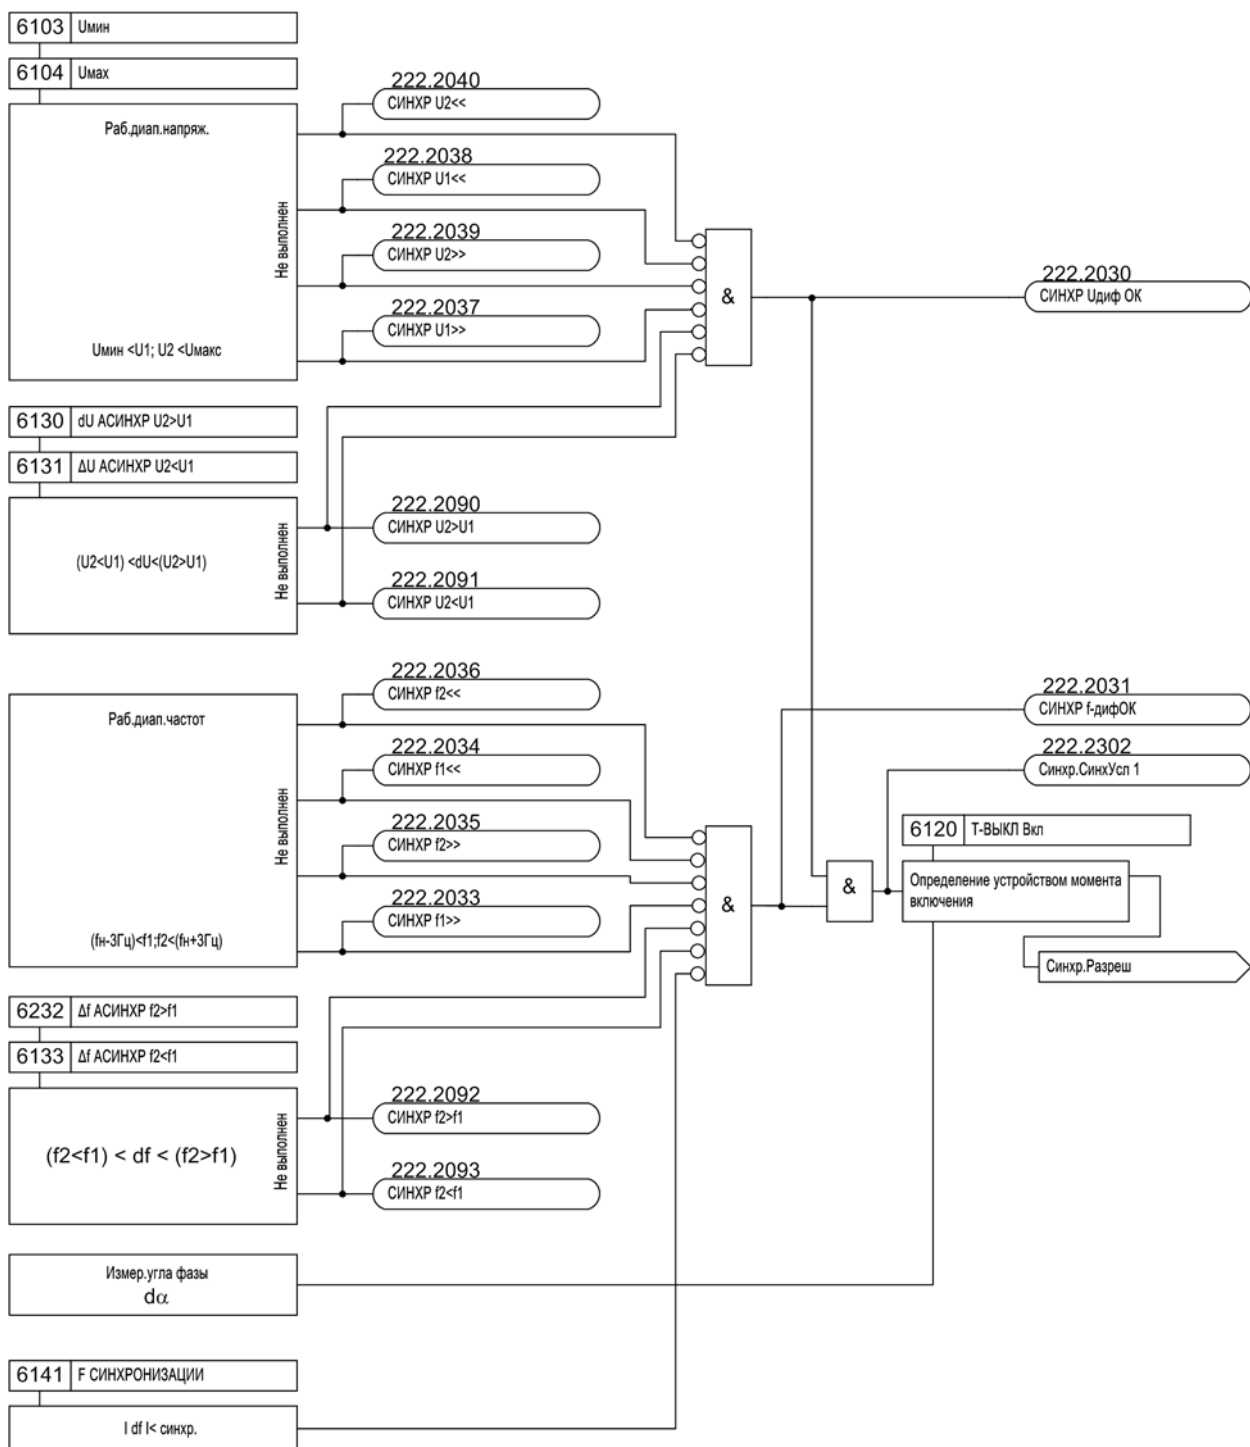 6103 Uмин
6104 Uмах
Раб.диап.напряж.
Не выполнен
Uмин <U1; U2 <Uмакс
222.2040
СИНХР U2<<
222.2038
СИНХР U1<<
222.2039
СИНХР U2>>
222.2037
СИНХР U1>>
&
222.2030
СИНХР Uдиф ОК
6130 dU АСИНХР U2>U1
6131 ΔU АСИНХР U2<U1
(U2<U1) <dU<(U2>U1)
Не выполнен
222.2090
СИНХР U2>U1
222.2091
СИНХР U2<U1
Раб.диап.частот
Не выполнен
(fн-3Гц)<f1;f2<(fн+3Гц)
222.2036
СИНХР f2<<
222.2034
СИНХР f1<<
222.2035
СИНХР f2>>
222.2033
СИНХР f1>>
&
222.2031
СИНХР f-дифОК
222.2302
Синхр.СинхУсл 1
6120 Т-ВЫКЛ Вкл
&
Определение устройством момента
включения
Синхр.Разреш
6232 Δf АСИНХР f2>f1
6133 Δf АСИНХР f2<f1
(f2<f1) < df < (f2>f1)
Не выполнен
222.2092
СИНХР f2>f1
222.2093
СИНХР f2<f1
Измер.угла фазы
dα
6141 F СИНХРОНИЗАЦИИ
I df I< синхр.